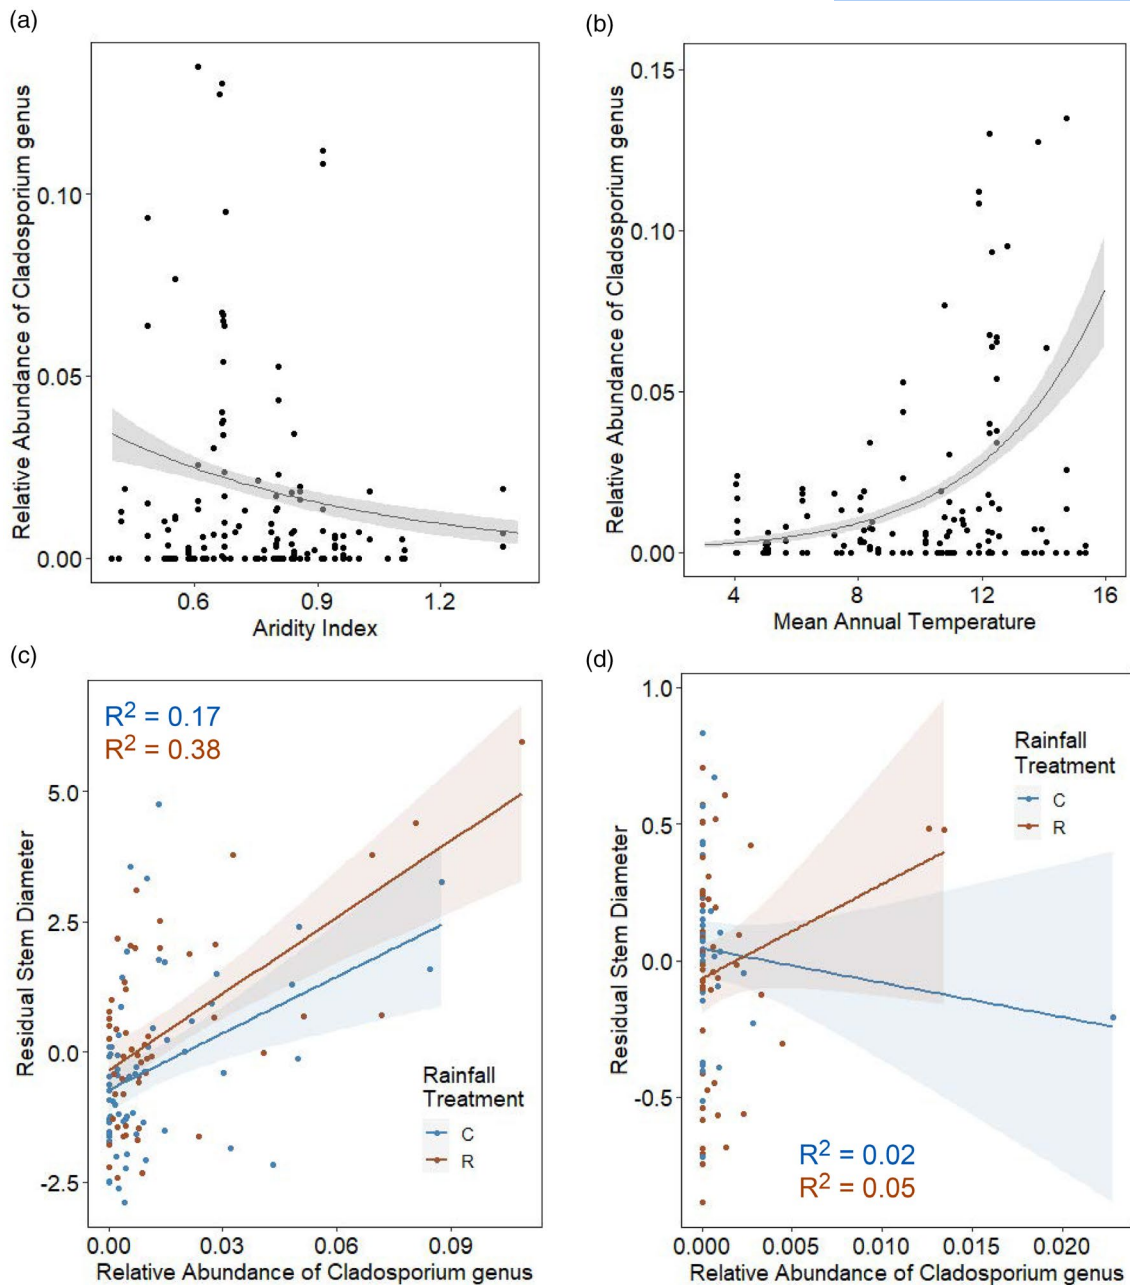 (a)
Relative Abundance of Cladosporium genus
0.10
0.05
0.00
0.6 0.9 1.2
Aridity Index
(b)
Relative Abundance of Cladosporium genus
0.15
0.10
0.05
0.00
4 8 12 16
Mean Annual Temperature
(c)
R² = 0.17
R² = 0.38
Residual Stem Diameter
5.0
2.5
0.0
-2.5
Rainfall
Treatment
C
R
0.00 0.03 0.06 0.09
Relative Abundance of Cladosporium genus
(d)
Residual Stem Diameter
1.0
0.5
0.0
-0.5
Rainfall
Treatment
C
R
R² = 0.02
R² = 0.05
0.000 0.005 0.010 0.015 0.020
Relative Abundance of Cladosporium genus